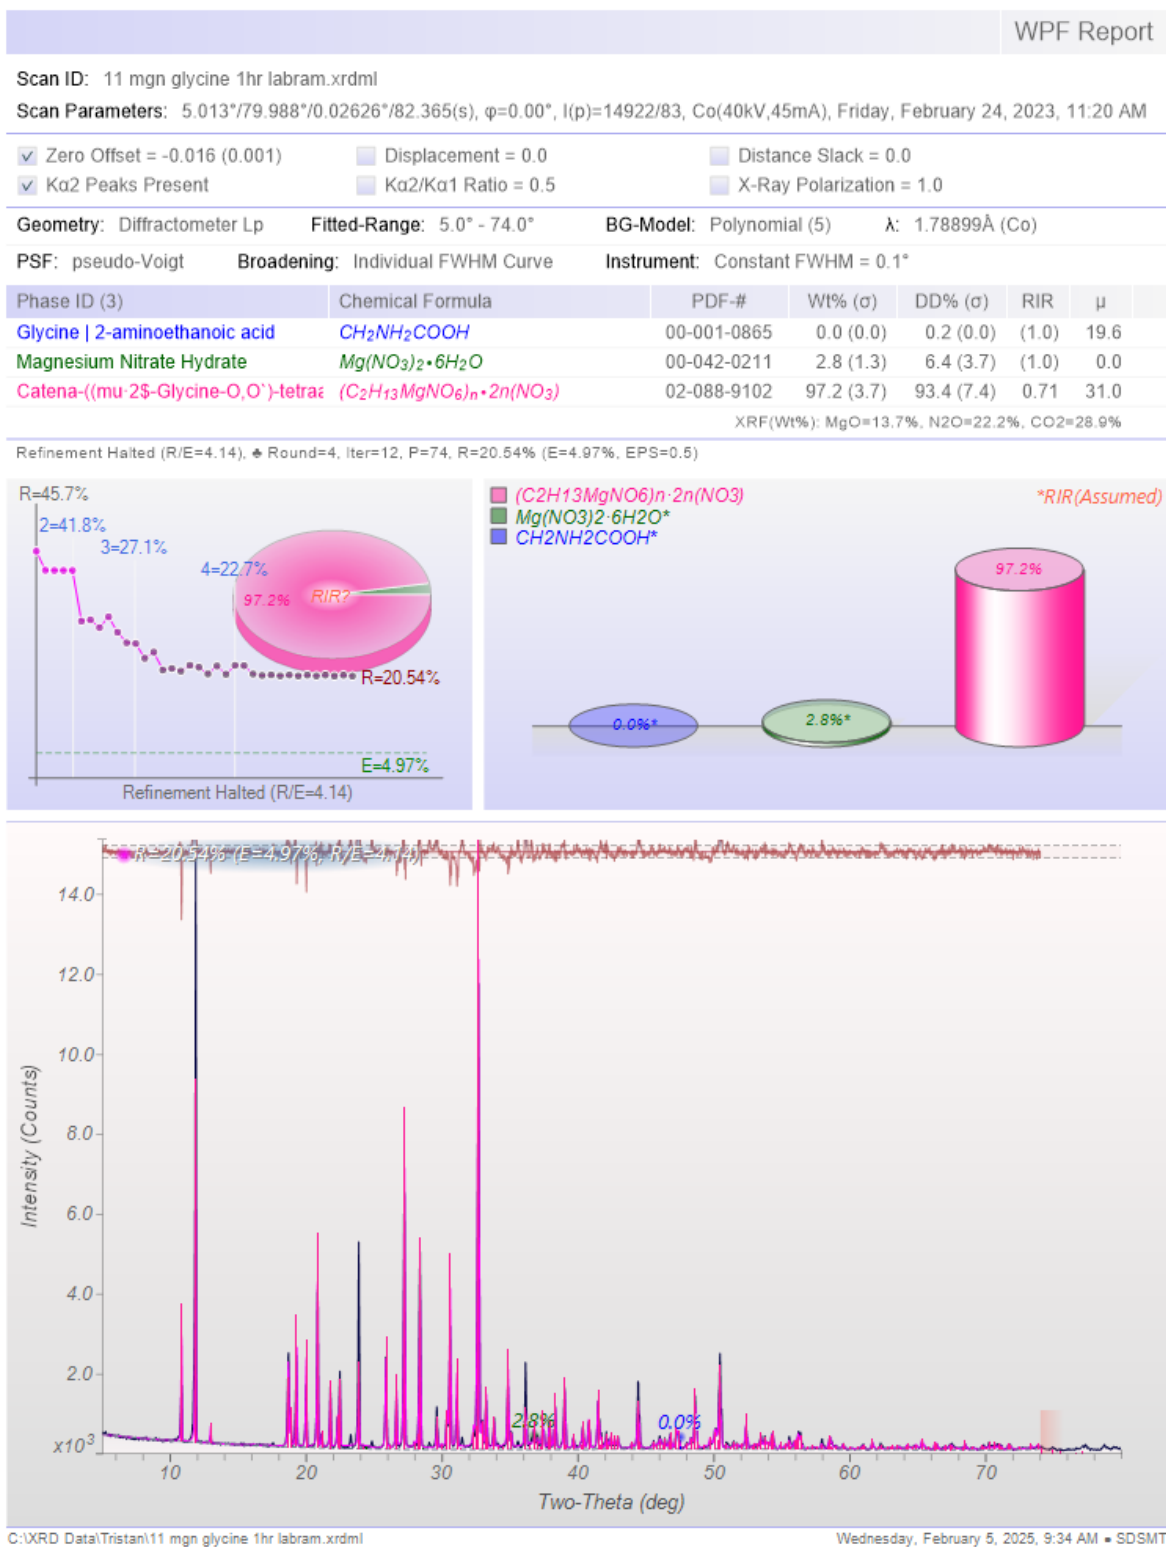 WPF Report
Scan ID: 11 mgn glycine 1hr labram.xrdml
Scan Parameters: 5.013°/79.988°/0.02626°/82.365(s), φ=0.00°, I(p)=14922/83, Co(40kV,45mA), Friday, February 24, 2023, 11:20 AM
Zero Offset = -0.016 (0.001) Displacement = 0.0 Distance Slack = 0.0
Kα2 Peaks Present Kα2/Kα1 Ratio = 0.5 X-Ray Polarization = 1.0
Geometry: Diffractometer Lp Fitted-Range: 5.0° - 74.0° BG-Model: Polynomial (5) λ: 1.78899Å (Co)
PSF: pseudo-Voigt Broadening: Individual FWHM Curve Instrument: Constant FWHM = 0.1°
Phase ID (3) Chemical Formula PDF-# Wt% (σ) DD% (σ) RIR μ
Glycine | 2-aminoethanoic acid CH₂NH₂COOH 00-001-0865 0.0 (0.0) 0.2 (0.0) (1.0) 19.6
Magnesium Nitrate Hydrate Mg(NO₃)₂•6H₂O 00-042-0211 2.8 (1.3) 6.4 (3.7) (1.0) 0.0
Catena-((mu·2$-Glycine-O,O`)-tetraa (C₂H₁₃MgNO₆)ₙ•2n(NO₃) 02-088-9102 97.2 (3.7) 93.4 (7.4) 0.71 31.0
XRF(Wt%): MgO=13.7%, N2O=22.2%, CO2=28.9%
Refinement Halted (R/E=4.14), ♣ Round=4, Iter=12, P=74, R=20.54% (E=4.97%, EPS=0.5)
R=45.7%
2=41.8%
3=27.1%
4=22.7%
97.2% RIR?
R=20.54%
E=4.97%
Refinement Halted (R/E=4.14)
(C2H13MgNO6)n·2n(NO3) *RIR(Assumed)
Mg(NO3)2·6H2O*
CH2NH2COOH*
97.2%
0.0%* 2.8%*
R=20.54% (E=4.97%, R/E=4.14)
14.0
12.0
10.0
8.0
6.0
4.0
2.0
x10³
Intensity (Counts)
2.8% 0.0%
10 20 30 40 50 60 70
Two-Theta (deg)
C:\XRD Data\Tristan\11 mgn glycine 1hr labram.xrdml Wednesday, February 5, 2025, 9:34 AM • SDSMT